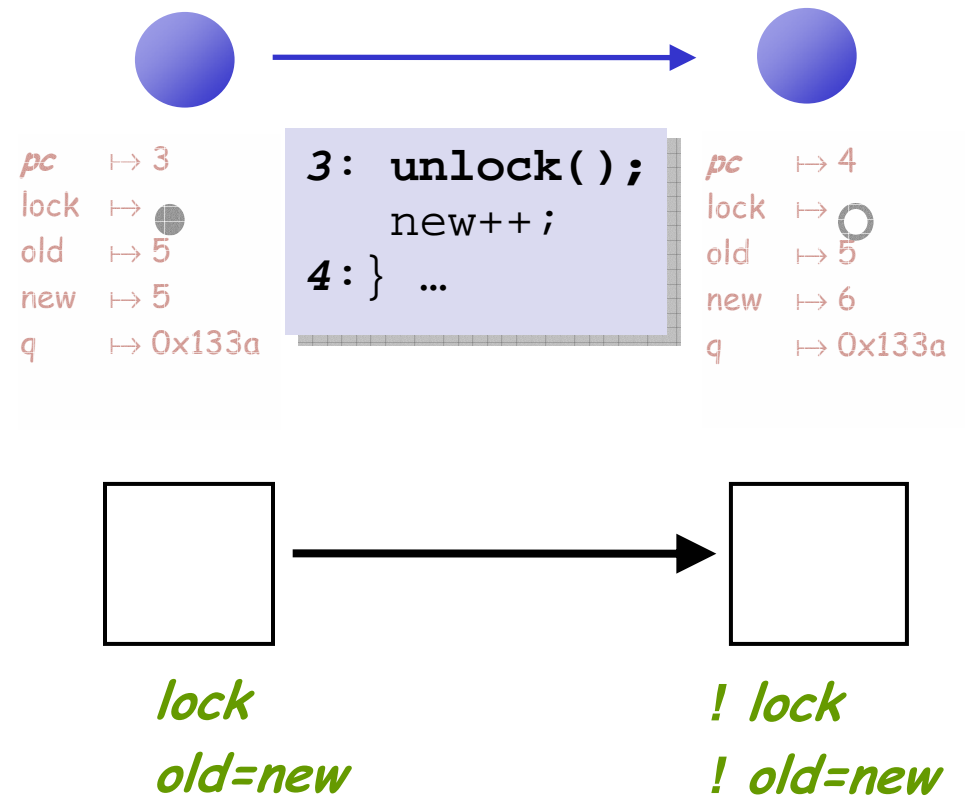 pc ↦ 3
lock ↦
old ↦ 5
new ↦ 5
q ↦ 0x133a
3: unlock();
new++;
4:} …
pc ↦ 4
lock ↦
old ↦ 5
new ↦ 6
q ↦ 0x133a
lock
old=new
! lock
! old=new